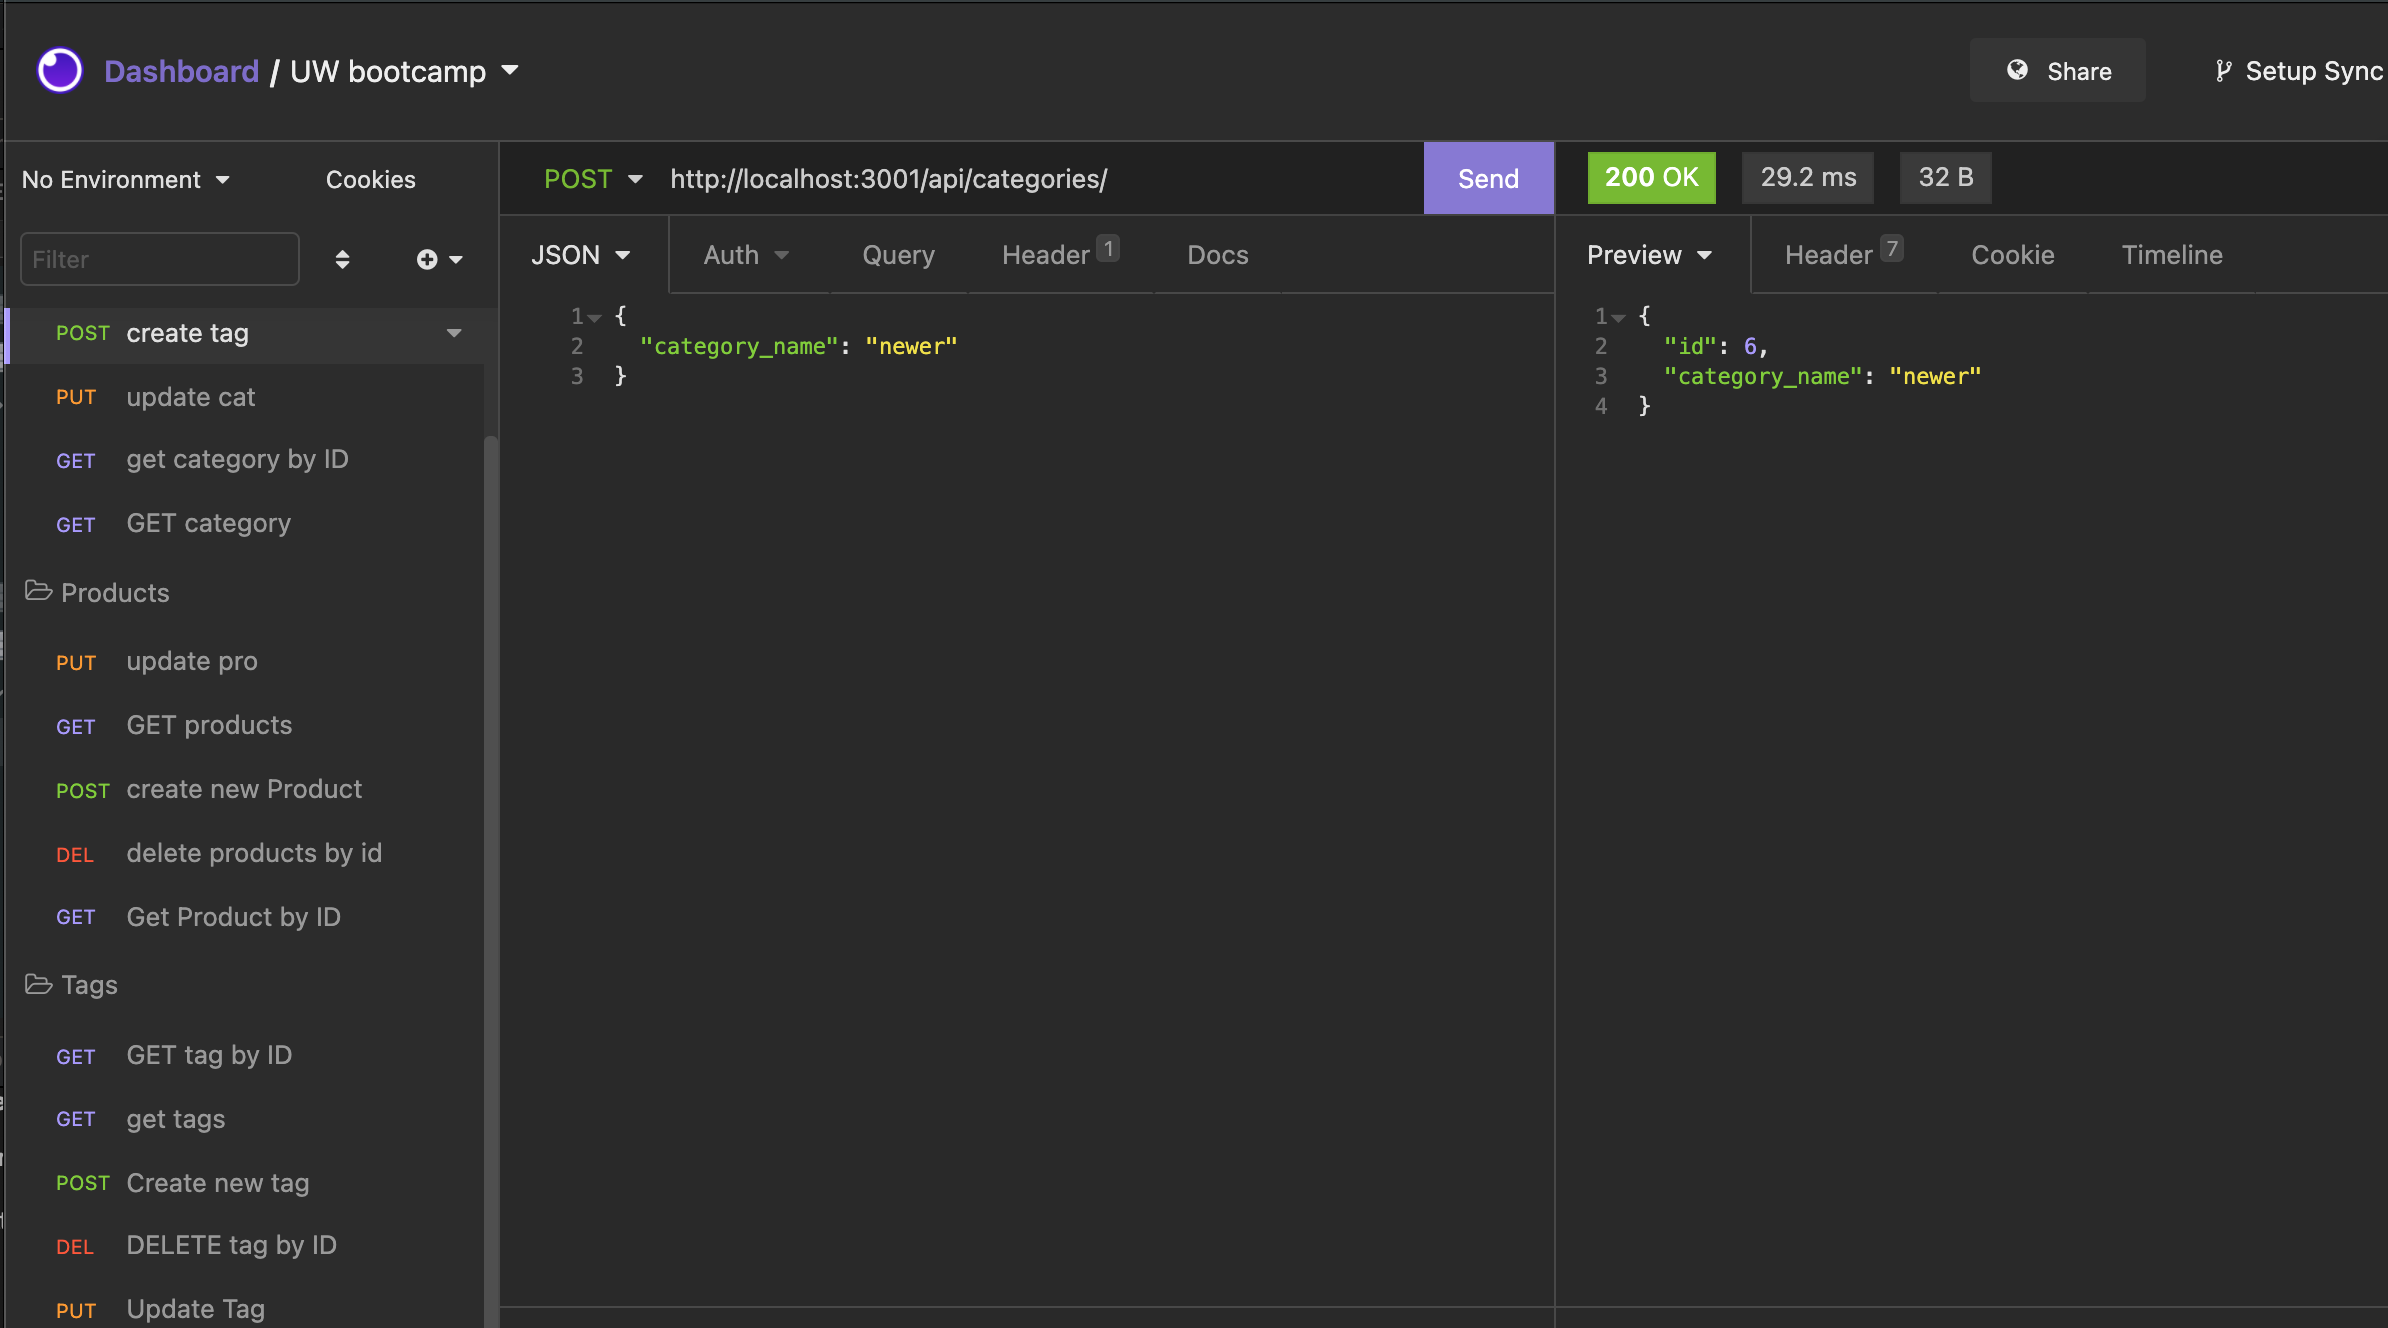 Dashboard / UW bootcamp
Share
Setup Sync
No Environment
Cookies
Filter
POST create tag
PUT update cat
GET get category by ID
GET GET category
Products
PUT update pro
GET GET products
POST create new Product
DEL delete products by id
GET Get Product by ID
Tags
GET GET tag by ID
GET get tags
POST Create new tag
DEL DELETE tag by ID
PUT Update Tag
POST http://localhost:3001/api/categories/ Send
JSON Auth Query Header 1 Docs
1 {
2 "category_name": "newer"
3 }
200 OK 29.2 ms 32 B
Preview Header 7 Cookie Timeline
1 {
2 "id": 6,
3 "category_name": "newer"
4 }